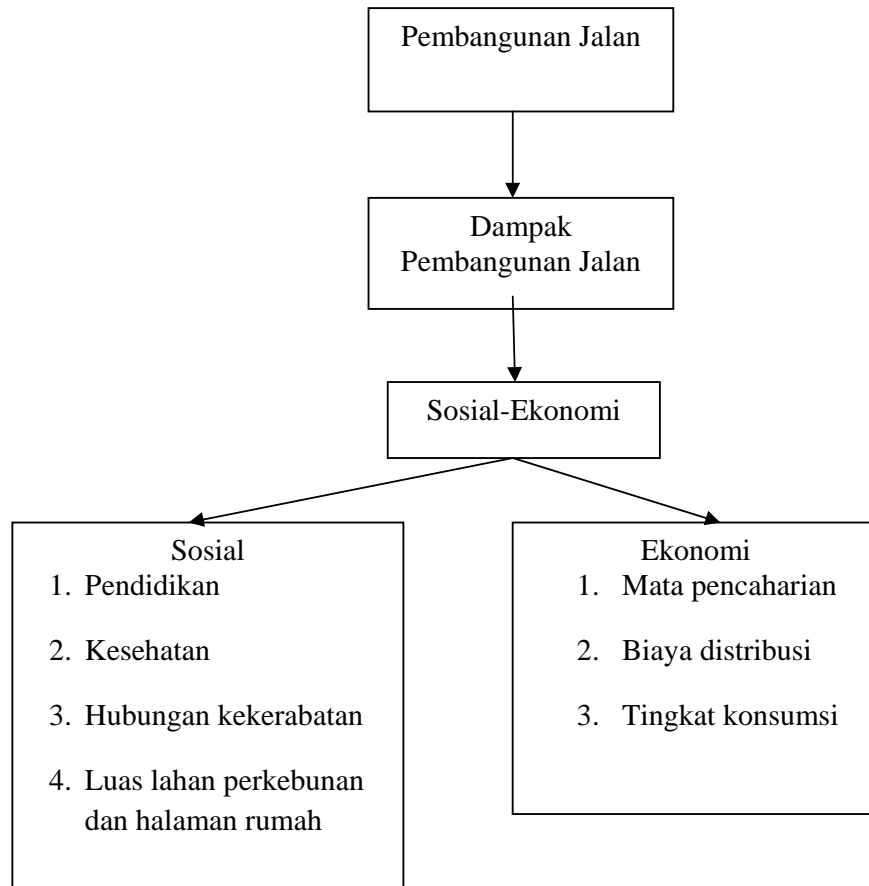 Pembangunan Jalan
Dampak
Pembangunan Jalan
Sosial-Ekonomi
Sosial
1. Pendidikan
2. Kesehatan
3. Hubungan kekerabatan
4. Luas lahan perkebunan
dan halaman rumah
Ekonomi
1. Mata pencaharian
2. Biaya distribusi
3. Tingkat konsumsi